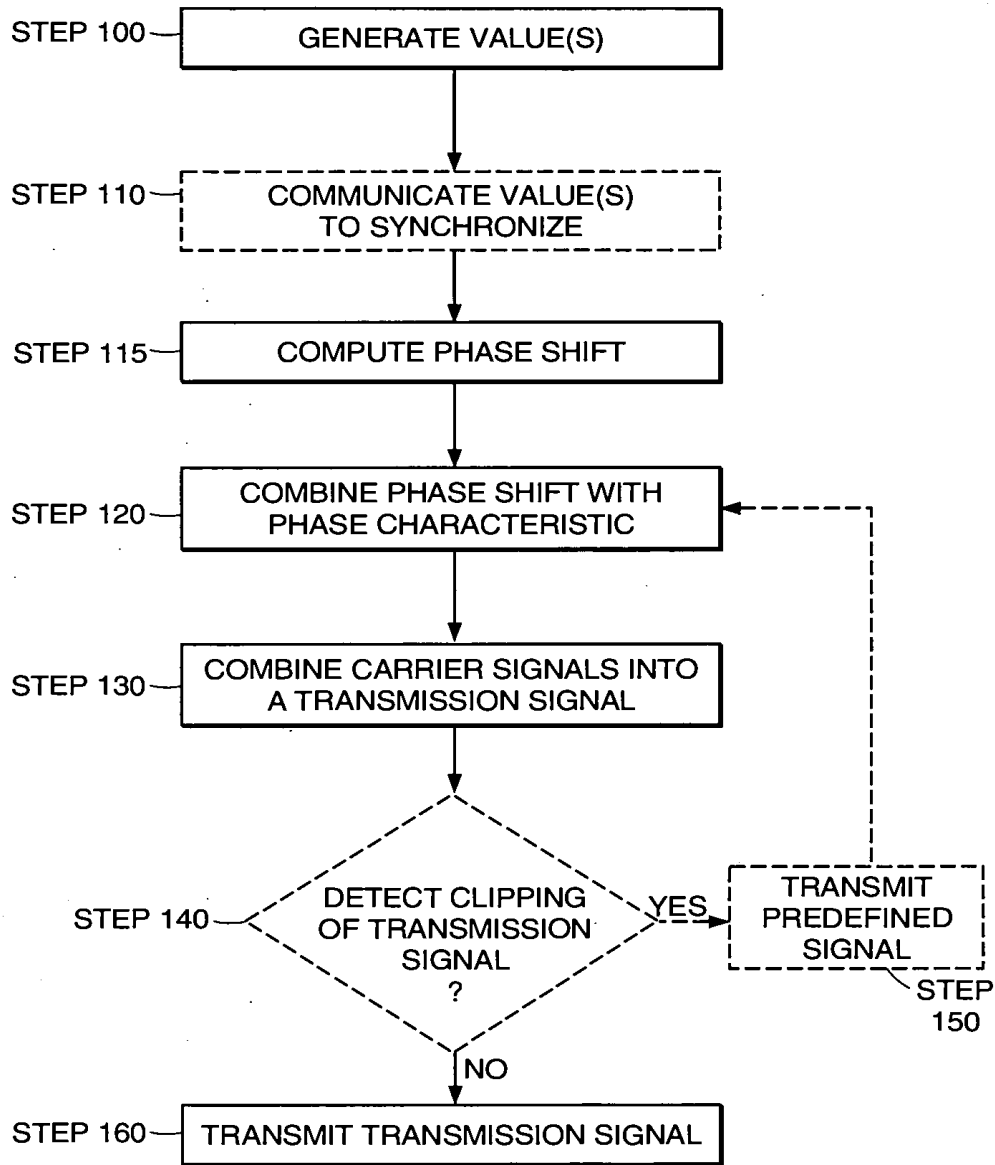 STEP 100
GENERATE VALUE(S)
STEP 110
COMMUNICATE VALUE(S)
TO SYNCHRONIZE
STEP 115
COMPUTE PHASE SHIFT
STEP 120
COMBINE PHASE SHIFT WITH
PHASE CHARACTERISTIC
STEP 130
COMBINE CARRIER SIGNALS INTO
A TRANSMISSION SIGNAL
STEP 140
DETECT CLIPPING
OF TRANSMISSION
SIGNAL
?
YES
TRANSMIT
PREDEFINED
SIGNAL
STEP
150
NO
STEP 160
TRANSMIT TRANSMISSION SIGNAL